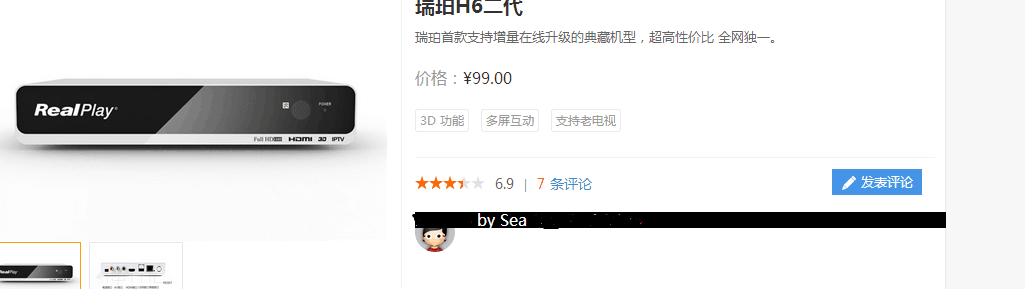 瑞珀H6二代
瑞珀首款支持增量在线升级的典藏机型，超高性价比 全网独一。
价格：¥99.00
3D 功能 多屏互动 支持老电视
6.9 | 7 条评论 发表评论
by Sea
RealPlay
POWER
Full HD HDMI 3D IPTV
RealPlay